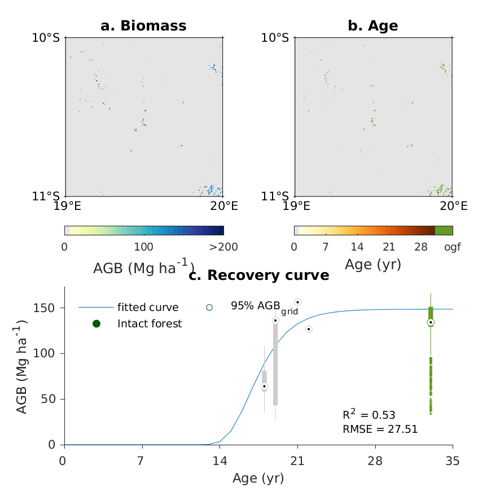 a. Biomass
b. Age
10°S
10°S
11°S
11°S
19°E
20°E
19°E
20°E
0 100 >200
0 7 14 21 28 ogf
AGB (Mg ha⁻¹)
Age (yr)
c. Recovery curve
fitted curve
95% AGB_grid
Intact forest
150
100
50
0
AGB (Mg ha⁻¹)
R² = 0.53
RMSE = 27.51
0 7 14 21 28 35
Age (yr)